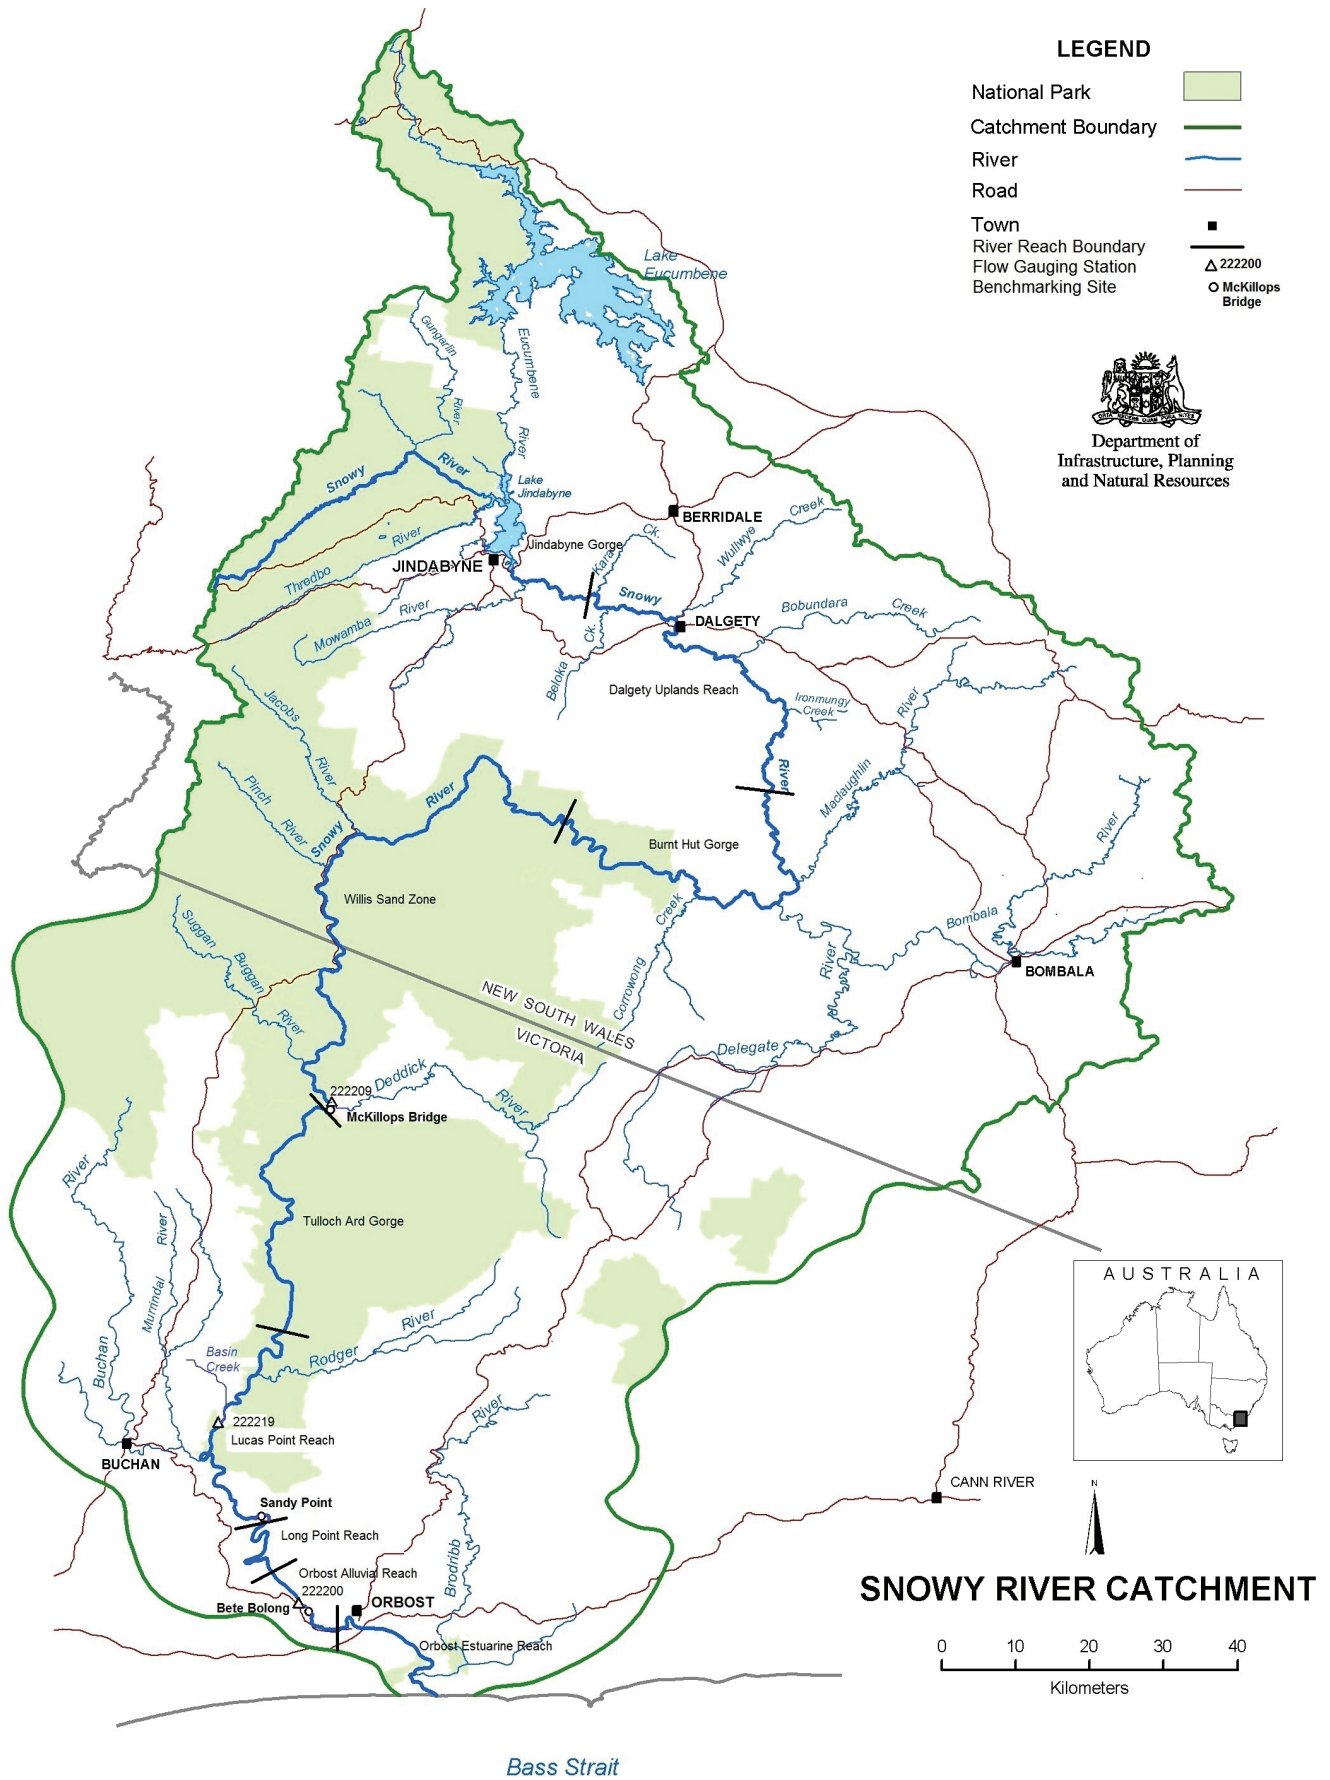 LEGEND
National Park
Catchment Boundary
River
Road
Town
River Reach Boundary
Flow Gauging Station
222200
Benchmarking Site
McKillops
Bridge
Department of
Infrastructure, Planning
and Natural Resources
Lake
Eucumbene
Gungarlin
River
Eucumbene
River
Snowy
River
Lake
Jindabyne
BERRIDALE
Creek
Wullwye
Ck.
Kara
Jindabyne Gorge
River
Thredbo
JINDABYNE
Mowamba
River
Snowy
DALGETY
Bobundara
Creek
Ck.
Beloka
Dalgety Uplands Reach
Ironmungy
Creek
River
Maclaughlin
River
Jacobs
River
Pinch
River
Snowy
River
Burnt Hut Gorge
River
Willis Sand Zone
Creek
Corrowong
Bombala
River
BOMBALA
Suggan
Buggan
River
NEW SOUTH WALES
VICTORIA
Delegate
Deddick
River
222209
McKillops Bridge
River
Buchan
River
Murrindal
Tulloch Ard Gorge
Basin
Creek
Rodger
River
222219
Lucas Point Reach
BUCHAN
River
Brodribb
Sandy Point
Long Point Reach
Orbost Alluvial Reach
222200
Bete Bolong
ORBOST
Orbost Estuarine Reach
CANN RIVER
AUSTRALIA
N
SNOWY RIVER CATCHMENT
0 10 20 30 40
Kilometers
Bass Strait